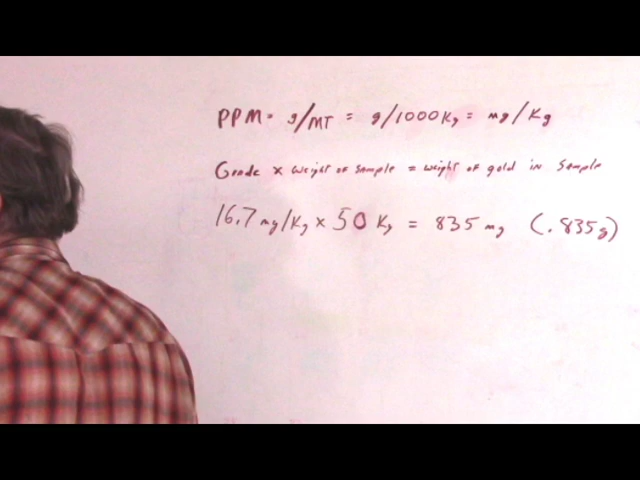 PPM = g/MT = g/1000Kg = mg/Kg
Grade x weight of sample = weight of gold in sample
16.7 mg/Kg x 50 Kg = 835 mg (.835g)